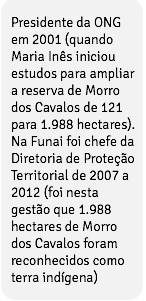 Presidente da ONG
em 2001 (quando
Maria Inês iniciou
estudos para ampliar
a reserva de Morro
dos Cavalos de 121
para 1.988 hectares).
Na Funai foi chefe da
Diretoria de Proteção
Territorial de 2007 a
2012 (foi nesta
gestão que 1.988
hectares de Morro
dos Cavalos foram
reconhecidos como
terra indígena)